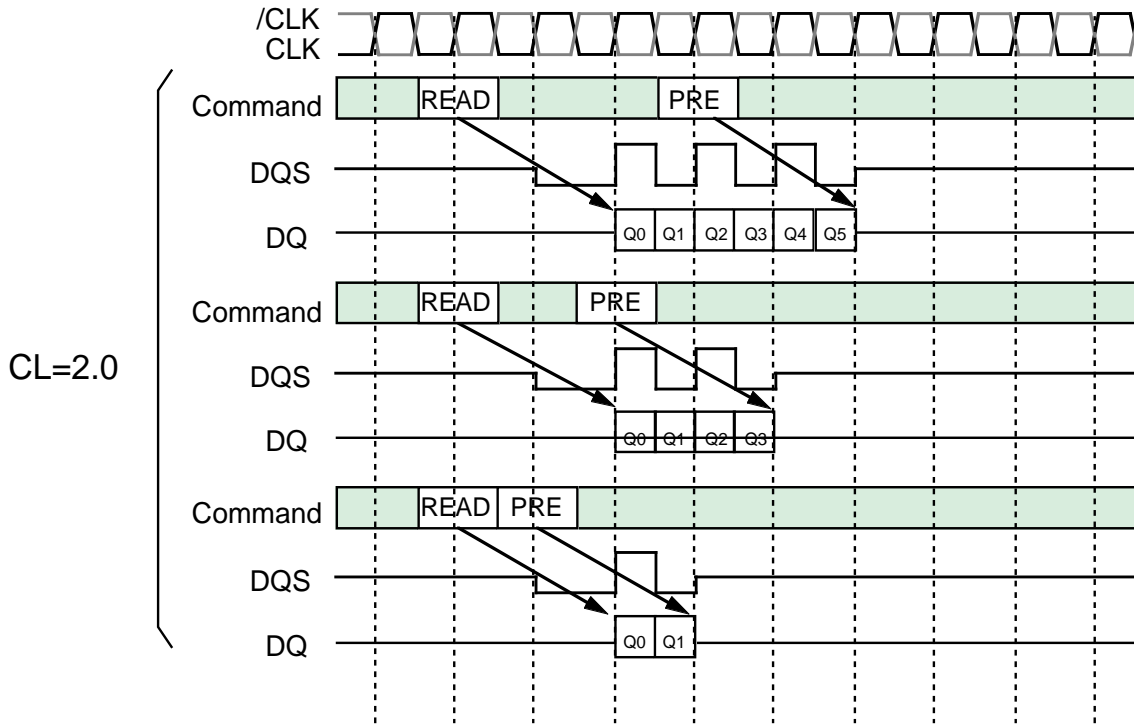 /CLK
CLK
Command READ PRE
DQS
DQ Q0 Q1 Q2 Q3 Q4 Q5
Command READ PRE
CL=2.0
DQS
DQ Q0 Q1 Q2 Q3
Command READ PRE
DQS
DQ Q0 Q1